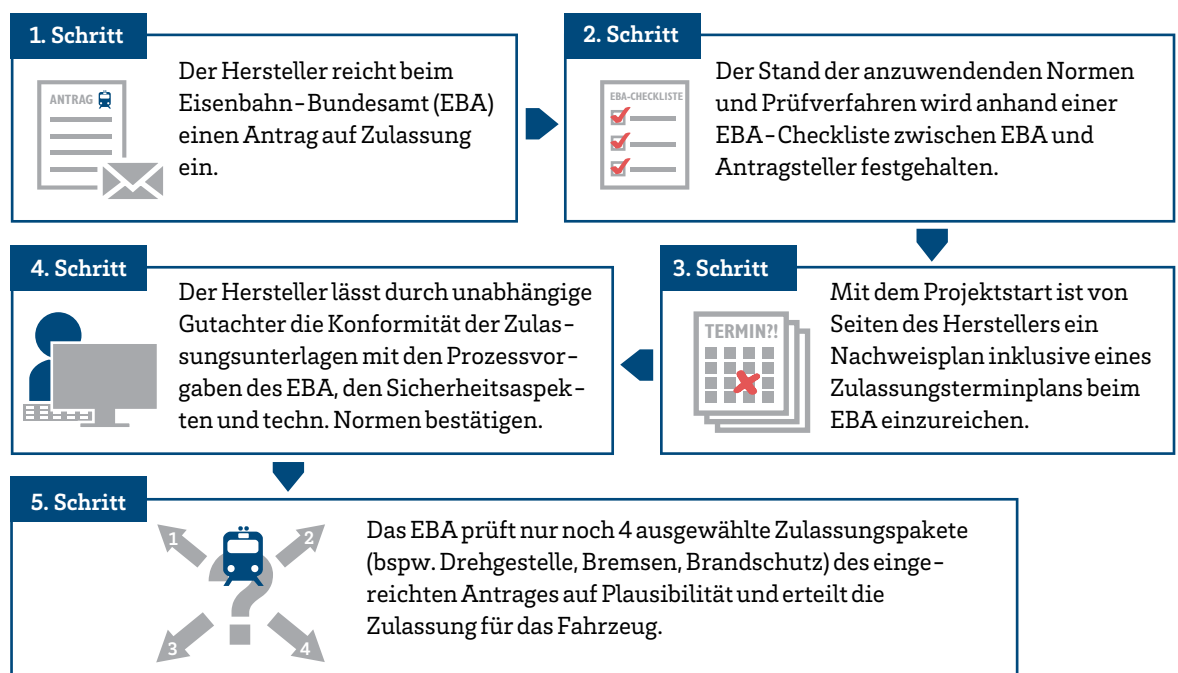 1. Schritt
ANTRAG
Der Hersteller reicht beim
Eisenbahn-Bundesamt (EBA)
einen Antrag auf Zulassung
ein.
2. Schritt
EBA-CHECKLISTE
Der Stand der anzuwendenden Normen
und Prüfverfahren wird anhand einer
EBA-Checkliste zwischen EBA und
Antragsteller festgehalten.
3. Schritt
TERMIN?!
Mit dem Projektstart ist von
Seiten des Herstellers ein
Nachweisplan inklusive eines
Zulassungsterminplans beim
EBA einzureichen.
4. Schritt
Der Hersteller lässt durch unabhängige
Gutachter die Konformität der Zulas-
sungsunterlagen mit den Prozessvor-
gaben des EBA, den Sicherheitsaspek-
ten und techn. Normen bestätigen.
5. Schritt
1
2
3
4
Das EBA prüft nur noch 4 ausgewählte Zulassungspakete
(bspw. Drehgestelle, Bremsen, Brandschutz) des einge-
reichten Antrages auf Plausibilität und erteilt die
Zulassung für das Fahrzeug.